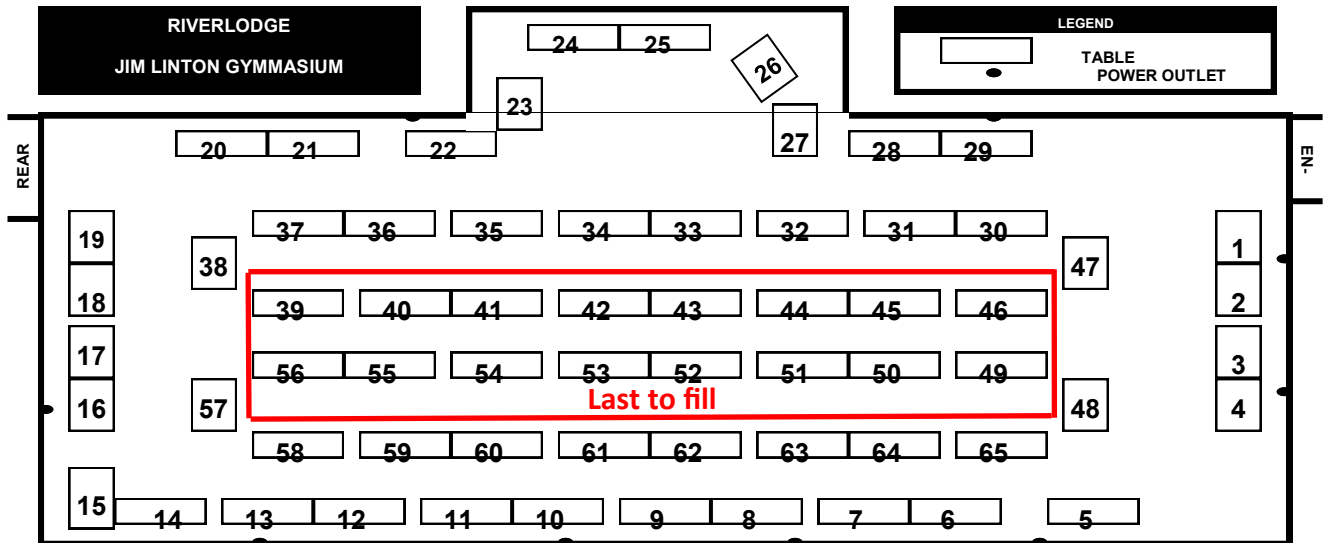 RIVERLODGE
JIM LINTON GYMMASIUM
LEGEND
TABLE
POWER OUTLET
24 25
26
23
27
20 21 22 28 29
REAR
EN-
37 36 35 34 33 32 31 30
19
1
38
47
18
2
39 40 41 42 43 44 45 46
17
3
56 55 54 53 52 51 50 49
Last to fill
57
48
16
4
58 59 60 61 62 63 64 65
15
14 13 12 11 10 9 8 7 6 5